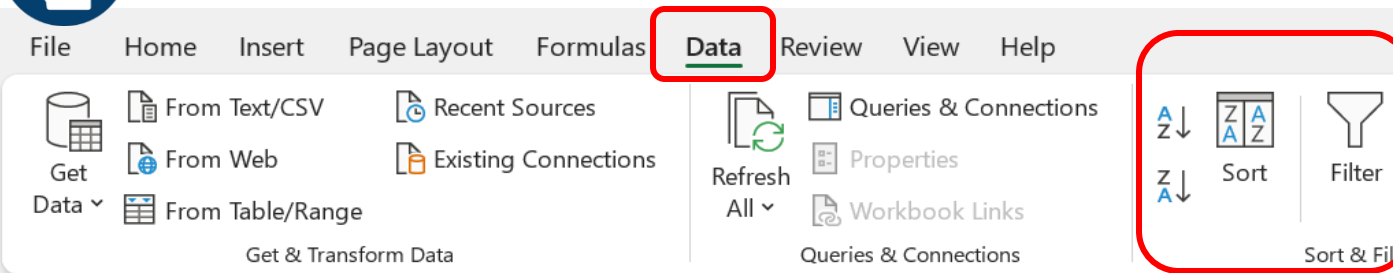 File Home Insert Page Layout Formulas Data Review View Help
From Text/CSV
From Web
From Table/Range
Recent Sources
Existing Connections
Get
Data
Get & Transform Data
Refresh
All
Queries & Connections
Properties
Workbook Links
Queries & Connections
A
Z
Z
A
Z A
A Z
Sort
Filter
Sort & Fil